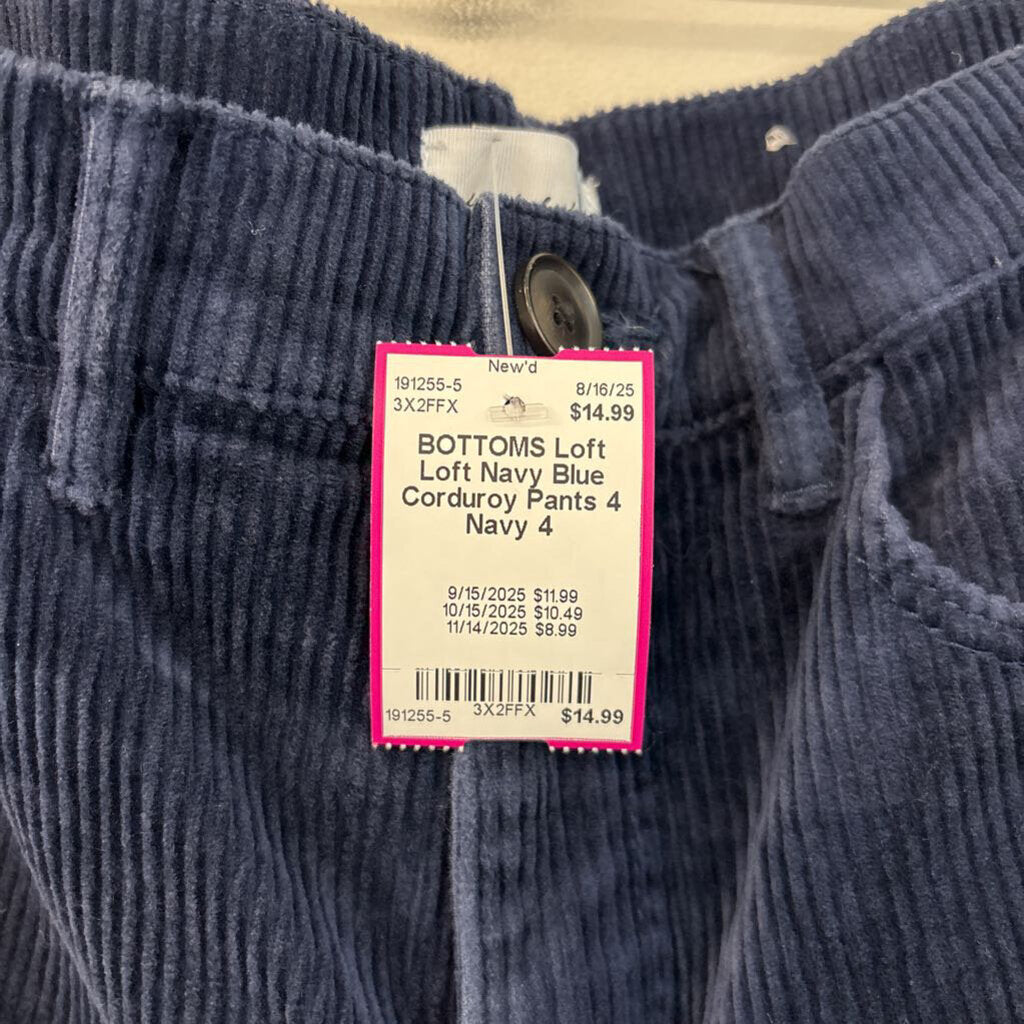 New'd
191255-5 8/16/25
3X2FFX $14.99
BOTTOMS Loft
Loft Navy Blue
Corduroy Pants 4
Navy 4
9/15/2025 $11.99
10/15/2025 $10.49
11/14/2025 $8.99
191255-5 3X2FFX $14.99